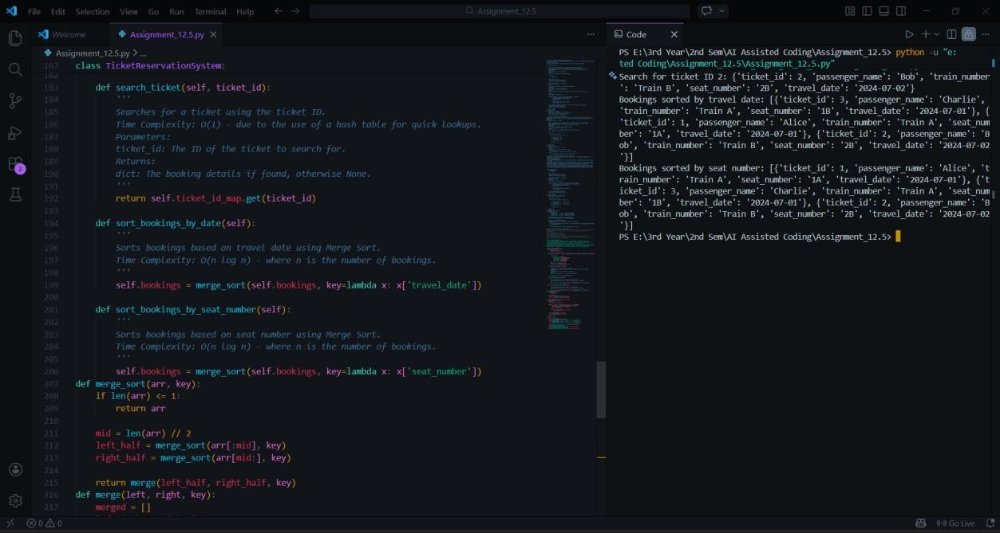 File Edit Selection View Go Run Terminal Help
Assignment_12.5
Welcome
Assignment_12.5.py
Assignment_12.5.py > ...
167 class TicketReservationSystem:
182
183 def search_ticket(self, ticket_id):
184 '''
185 Searches for a ticket using the ticket ID.
186 Time Complexity: O(1) - due to the use of a hash table for quick lookups.
187 Parameters:
188 ticket_id: The ID of the ticket to search for.
189 Returns:
190 dict: The booking details if found, otherwise None.
191 '''
192 return self.ticket_id_map.get(ticket_id)
193
194 def sort_bookings_by_date(self):
195 '''
196 Sorts bookings based on travel date using Merge Sort.
197 Time Complexity: O(n log n) - where n is the number of bookings.
198 '''
199 self.bookings = merge_sort(self.bookings, key=lambda x: x['travel_date'])
200
201 def sort_bookings_by_seat_number(self):
202 '''
203 Sorts bookings based on seat number using Merge Sort.
204 Time Complexity: O(n log n) - where n is the number of bookings.
205 '''
206 self.bookings = merge_sort(self.bookings, key=lambda x: x['seat_number'])
207 def merge_sort(arr, key):
208 if len(arr) <= 1:
209 return arr
210
211 mid = len(arr) // 2
212 left_half = merge_sort(arr[:mid], key)
213 right_half = merge_sort(arr[mid:], key)
214
215 return merge(left_half, right_half, key)
216 def merge(left, right, key):
217 merged = []
Code
PS E:\3rd Year\2nd Sem\AI Assisted Coding\Assignment_12.5> python -u "e:
ted Coding\Assignment_12.5\Assignment_12.5.py"
Search for ticket ID 2: {'ticket_id': 2, 'passenger_name': 'Bob', 'train_number
': 'Train B', 'seat_number': '2B', 'travel_date': '2024-07-02'}
Bookings sorted by travel date: [{'ticket_id': 3, 'passenger_name': 'Charlie',
'train_number': 'Train A', 'seat_number': '1B', 'travel_date': '2024-07-01'}, {
'ticket_id': 1, 'passenger_name': 'Alice', 'train_number': 'Train A', 'seat_num
ber': '1A', 'travel_date': '2024-07-01'}, {'ticket_id': 2, 'passenger_name': 'B
ob', 'train_number': 'Train B', 'seat_number': '2B', 'travel_date': '2024-07-02
'}]
Bookings sorted by seat number: [{'ticket_id': 1, 'passenger_name': 'Alice', 't
rain_number': 'Train A', 'seat_number': '1A', 'travel_date': '2024-07-01'}, {'t
icket_id': 3, 'passenger_name': 'Charlie', 'train_number': 'Train A', 'seat_num
ber': '1B', 'travel_date': '2024-07-01'}, {'ticket_id': 2, 'passenger_name': 'B
ob', 'train_number': 'Train B', 'seat_number': '2B', 'travel_date': '2024-07-02
'}]
PS E:\3rd Year\2nd Sem\AI Assisted Coding\Assignment_12.5>
2
0 0
Go Live